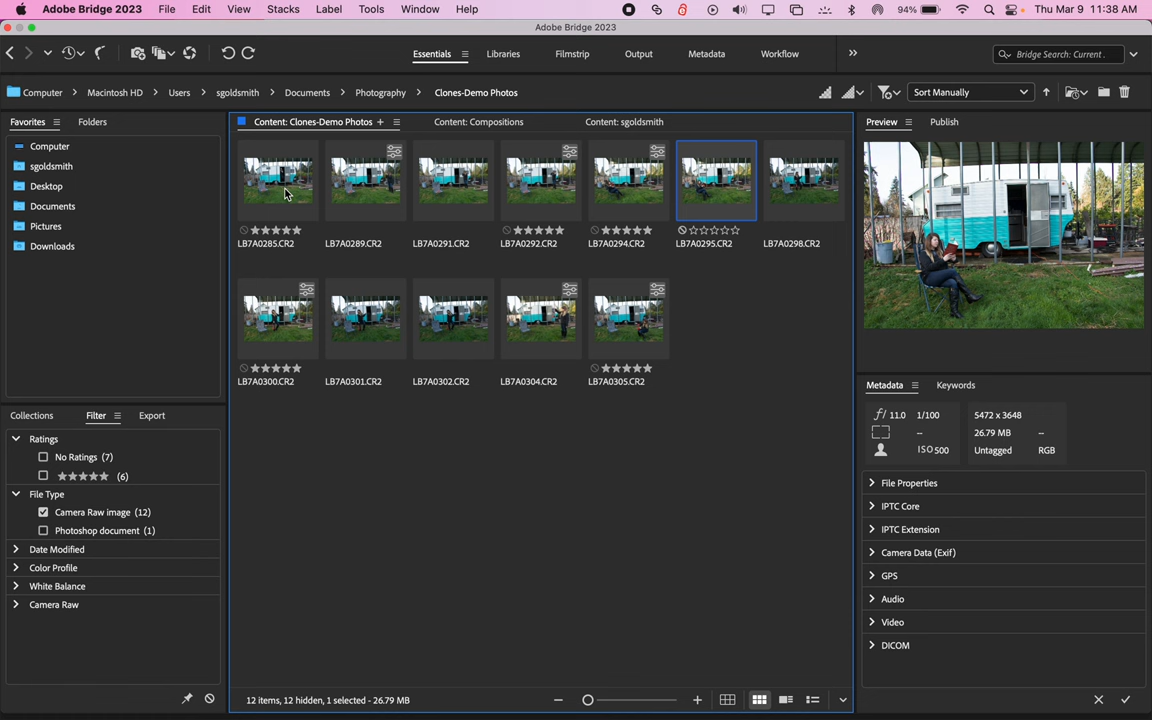 Adobe Bridge 2023 File Edit View Stacks Label Tools Window Help 94% Thu Mar 9 11:38 AM
Adobe Bridge 2023
Essentials Libraries Filmstrip Output Metadata Workflow Bridge Search: Current .
Computer Macintosh HD Users sgoldsmith Documents Photography Clones-Demo Photos Sort Manually
Favorites Folders
Computer
sgoldsmith
Desktop
Documents
Pictures
Downloads
Collections Filter Export
Ratings
No Ratings (7)
(6)
File Type
Camera Raw image (12)
Photoshop document (1)
Date Modified
Color Profile
White Balance
Camera Raw
Content: Clones-Demo Photos Content: Compositions Content: sgoldsmith
LB7A0285.CR2 LB7A0289.CR2 LB7A0291.CR2 LB7A0292.CR2 LB7A0294.CR2 LB7A0295.CR2 LB7A0298.CR2
LB7A0300.CR2 LB7A0301.CR2 LB7A0302.CR2 LB7A0304.CR2 LB7A0305.CR2
12 items, 12 hidden, 1 selected - 26.79 MB
Preview Publish
Metadata Keywords
f/ 11.0 1/100 5472 x 3648
-- 26.79 MB --
ISO500 Untagged RGB
File Properties
IPTC Core
IPTC Extension
Camera Data (Exif)
GPS
Audio
Video
DICOM